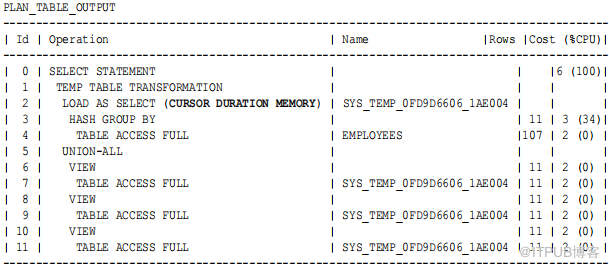 PLAN_TABLE_OUTPUT
--------------------------------------------------------------------------------
| Id | Operation | Name |Rows |Cost (%CPU)|
--------------------------------------------------------------------------------
| 0 | SELECT STATEMENT | | |6 (100)|
| 1 | TEMP TABLE TRANSFORMATION | | | |
| 2 | LOAD AS SELECT (CURSOR DURATION MEMORY) | SYS_TEMP_0FD9D6606_1AE004 | | |
| 3 | HASH GROUP BY | | 11 | 3 (34)|
| 4 | TABLE ACCESS FULL | EMPLOYEES |107 | 2 (0) |
| 5 | UNION-ALL | | | |
| 6 | VIEW | | 11 | 2 (0) |
| 7 | TABLE ACCESS FULL | SYS_TEMP_0FD9D6606_1AE004 | 11 | 2 (0) |
| 8 | VIEW | | 11 | 2 (0) |
| 9 | TABLE ACCESS FULL | SYS_TEMP_0FD9D6606_1AE004 | 11 | 2 (0) |
| 10 | VIEW | | 11 | 2 (0) |
| 11 | TABLE ACCESS FULL | SYS_TEMP_0FD9D6606_1AE004 | 11 | 2 (0) |
--------------------------------------------------------------------------------
@ITPUB博客